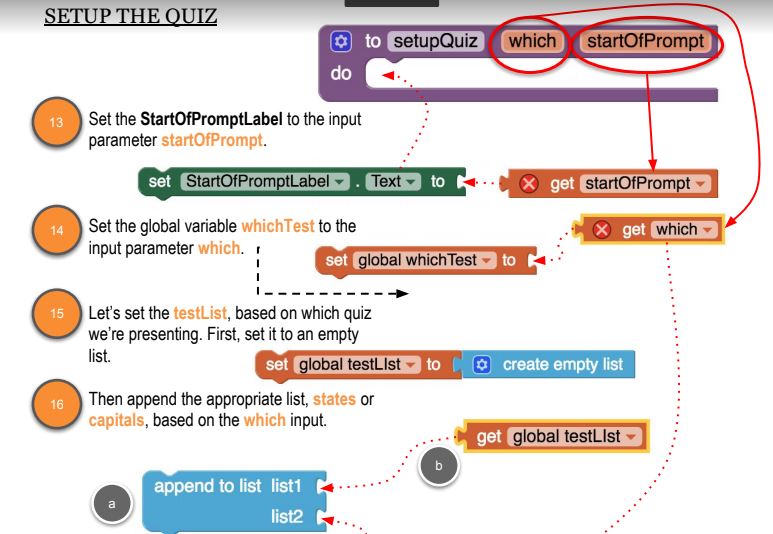 SETUP THE QUIZ
to setupQuiz which startOfPrompt
do
13
Set the StartOfPromptLabel to the input
parameter startOfPrompt.
set StartOfPromptLabel . Text to
get startOfPrompt
14
Set the global variable whichTest to the
input parameter which.
get which
set global whichTest to
15
Let's set the testList, based on which quiz
we're presenting. First, set it to an empty
list.
set global testLIst to create empty list
16
Then append the appropriate list, states or
capitals, based on the which input.
get global testLIst
b
a
append to list list1
list2